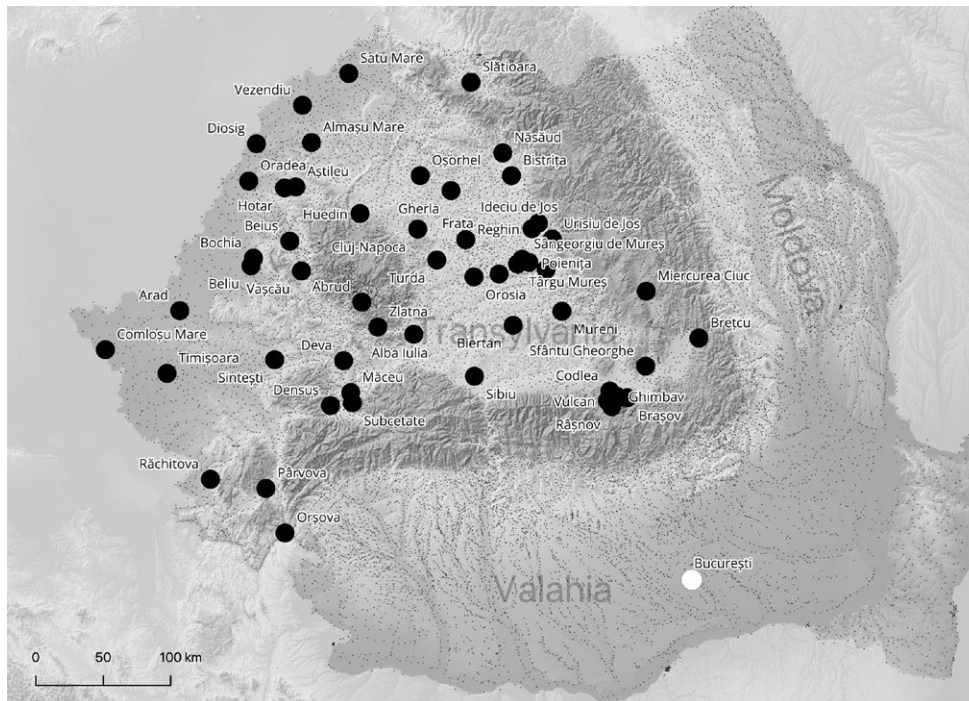 Satu Mare
Slătioara
Vezendiu
Diosig
Almașu Mare
Năsăud
Oradea
Aștileu
Oșorhel
Bistrița
Hotar
Huedin
Gherla
Ideciu de Jos
Beiuș
Frata
Reghin
Urisiu de Jos
Bochia
Cluj-Napoca
Sângeorgiu de Mureș
Moldova
Beliu
Vașcău
Abrud
Turda
Poienița
Târgu Mureș
Miercurea Ciuc
Arad
Orosia
Zlatna
Transylvania
Mureni
Brețcu
Comloșu Mare
Timișoara
Deva
Alba Iulia
Biertan
Sfântu Gheorghe
Sintești
Densuș
Măceu
Sibiu
Codlea
Subcetate
Vulcan
Ghimbav
Râșnov
Brașov
Răchitova
Pârvova
Orșova
București
Valahia
0 50 100 km